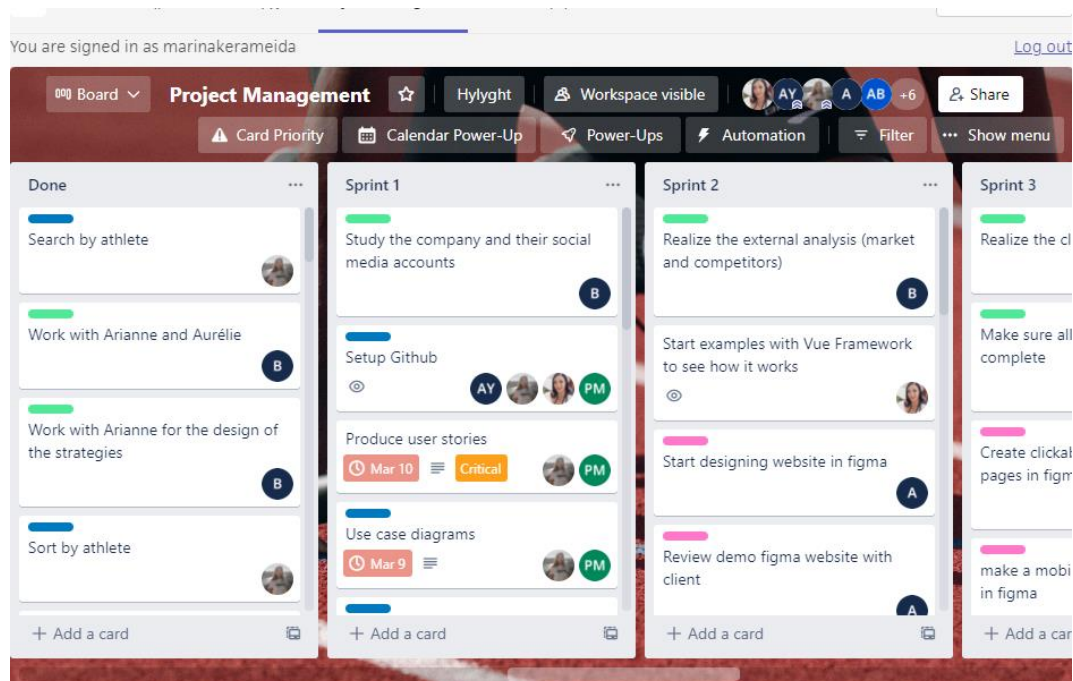 You are signed in as marinakerameida
Log out
Board
Project Management
Hylyght
Workspace visible
AY
A
AB
+6
Share
Card Priority
Calendar Power-Up
Power-Ups
Automation
Filter
Show menu
Done
Search by athlete
Work with Arianne and Aurélie
B
Work with Arianne for the design of
the strategies
B
Sort by athlete
+ Add a card
Sprint 1
Study the company and their social
media accounts
B
Setup Github
AY
PM
Produce user stories
Mar 10
Critical
PM
Use case diagrams
Mar 9
PM
+ Add a card
Sprint 2
Realize the external analysis (market
and competitors)
B
Start examples with Vue Framework
to see how it works
Start designing website in figma
A
Review demo figma website with
client
A
+ Add a card
Sprint 3
Realize the cl
Make sure all
complete
Create clickab
pages in figm
make a mobi
in figma
+ Add a car